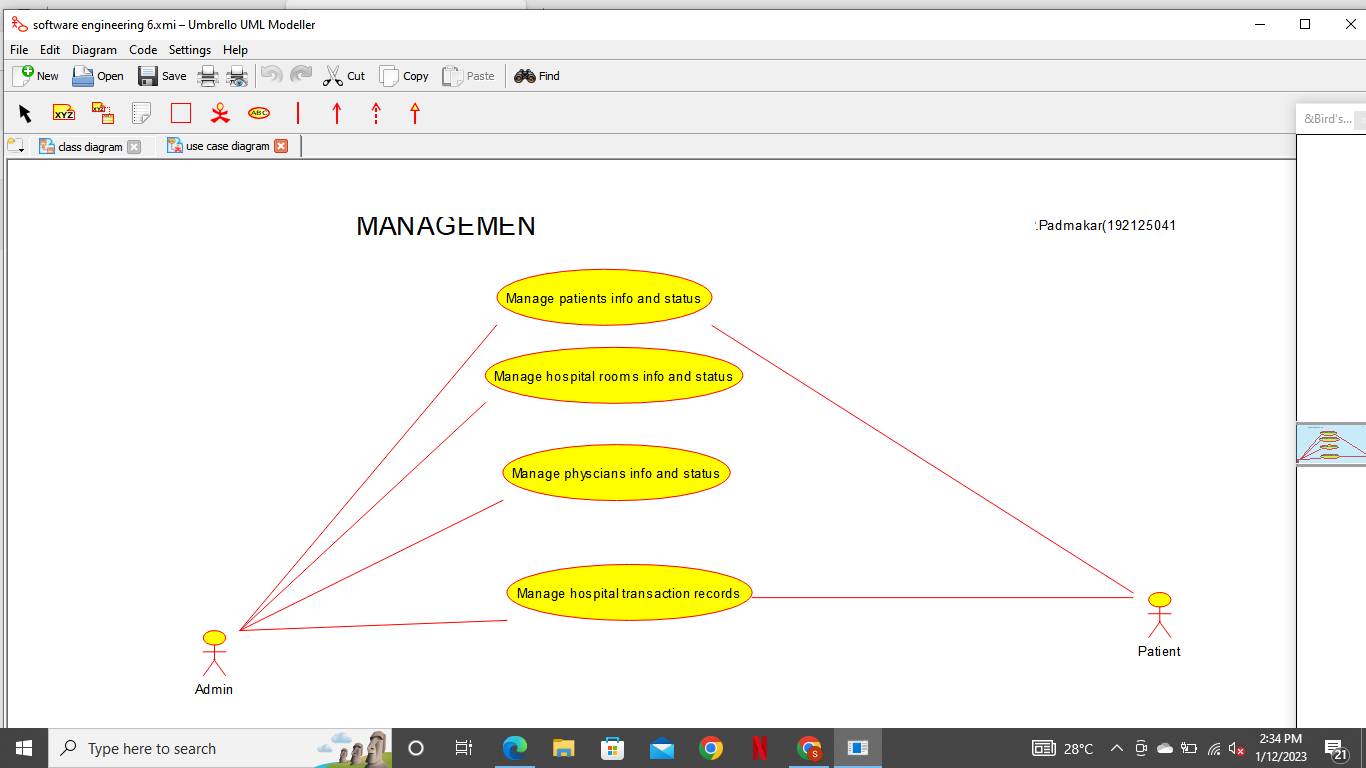 software engineering 6.xmi – Umbrello UML Modeller
File Edit Diagram Code Settings Help
New Open Save Cut Copy Paste Find
XYZ XYZ ABC
&Bird's...
class diagram use case diagram
MANAGEMEN
.Padmakar(192125041
Manage patients info and status
Manage hospital rooms info and status
Manage physcians info and status
Manage hospital transaction records
Patient
Admin
Type here to search
28°C
2:34 PM
1/12/2023
21
S